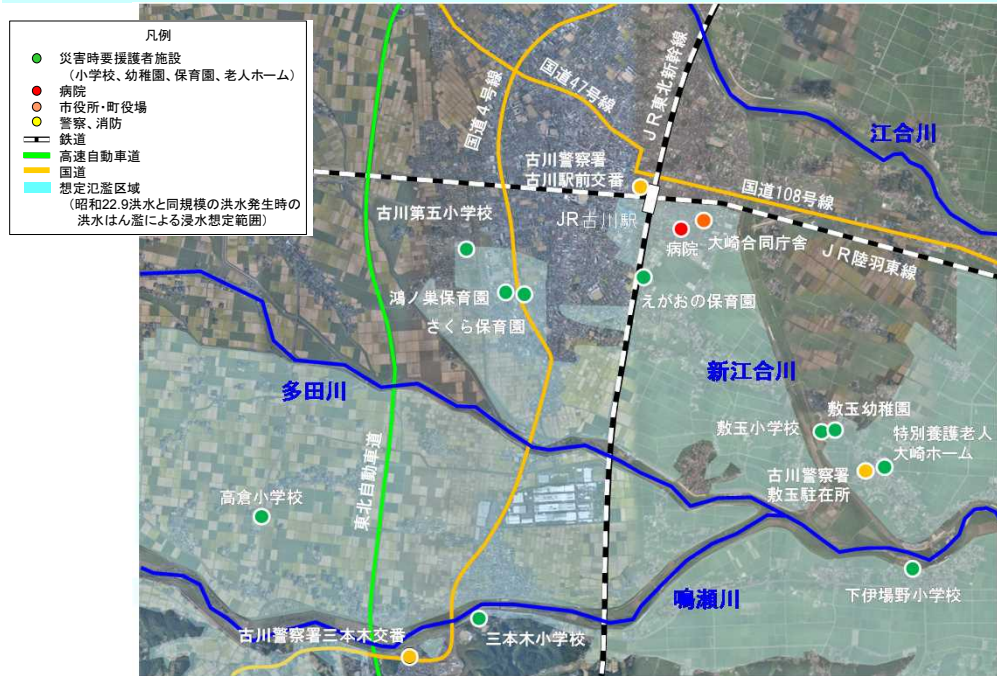 凡例
災害時要援護者施設
(小学校、幼稚園、保育園、老人ホーム)
病院
市役所・町役場
警察、消防
鉄道
高速自動車道
国道
想定氾濫区域
(昭和22.9洪水と同規模の洪水発生時の
洪水はん濫による浸水想定範囲)
国道4号線
国道47号線
JR東北新幹線
江合川
古川警察署
古川駅前交番
国道108号線
古川第五小学校
JR古川駅
病院
大崎合同庁舎
JR陸羽東線
鴻ノ巣保育園
さくら保育園
えがおの保育園
多田川
新江合川
敷玉幼稚園
敷玉小学校
特別養護老人
大崎ホーム
古川警察署
敷玉駐在所
高倉小学校
東北自動車道
鳴瀬川
下伊場野小学校
古川警察署三本木交番
三本木小学校